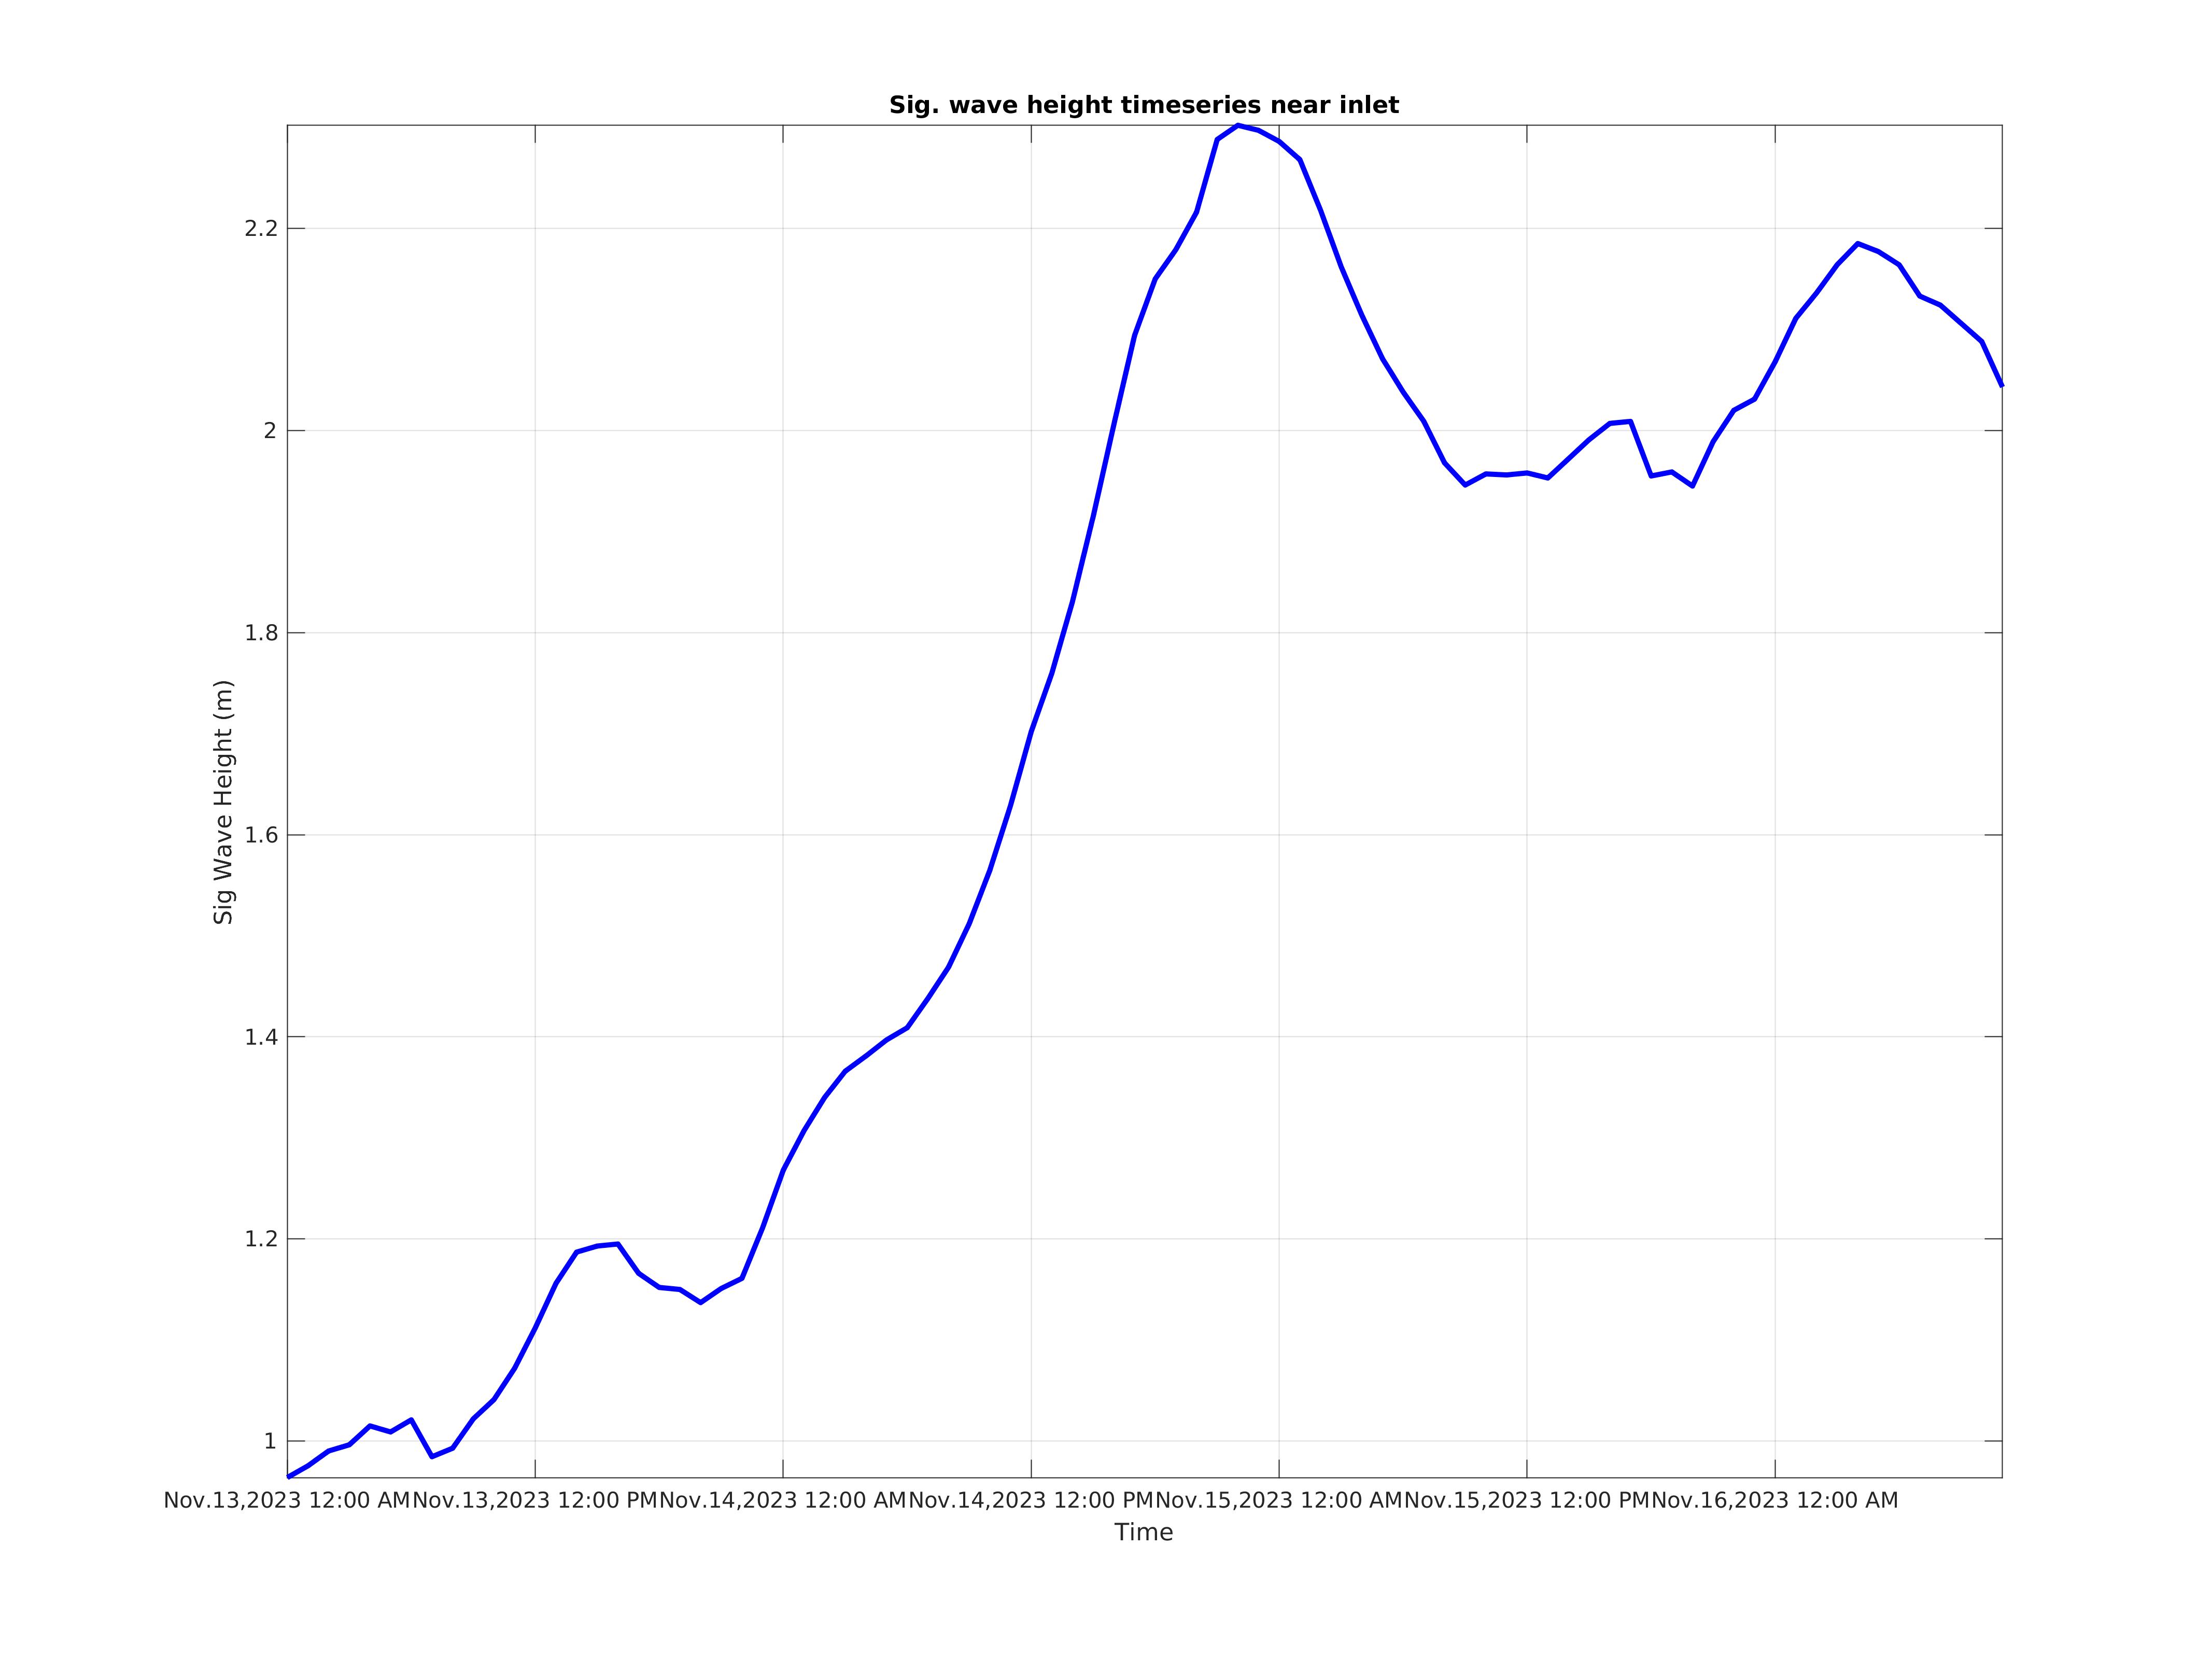 Sig. wave height timeseries near inlet
2.2
2
1.8
1.6
1.4
1.2
1
Sig Wave Height (m)
Nov.13,2023 12:00 AM Nov.13,2023 12:00 PM Nov.14,2023 12:00 AM Nov.14,2023 12:00 PM Nov.15,2023 12:00 AM Nov.15,2023 12:00 PM Nov.16,2023 12:00 AM
Time